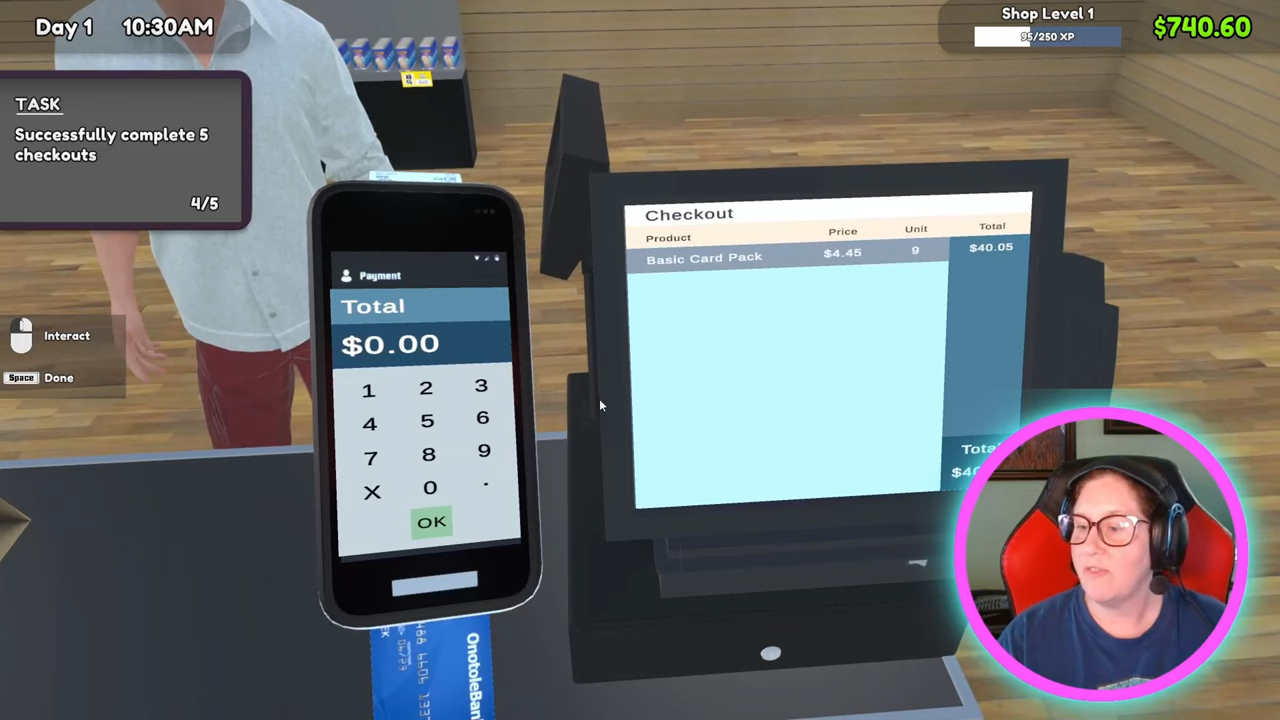 Day 1 10:30AM
Shop Level 1
95/250 XP
$740.60
TASK
Successfully complete 5
checkouts
4/5
Interact
Space Done
Payment
Total
$0.00
1 2 3
4 5 6
7 8 9
X 0 .
OK
Checkout
Product Price Unit Total
Basic Card Pack $4.45 9 $40.05
Total
OnotoleBank